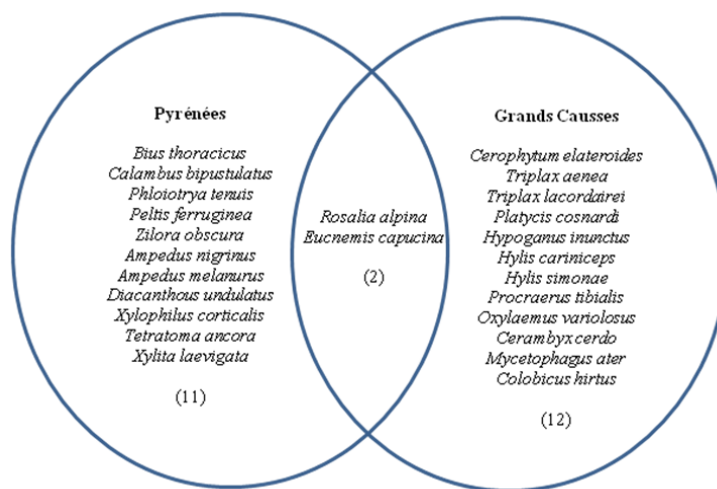 Pyrénées
Bius thoracicus
Calambus bipustulatus
Phloiotrya tenuis
Peltis ferruginea
Zilora obscura
Ampedus nigrinus
Ampedus melanurus
Diacanthous undulatus
Xylophilus corticalis
Tetratoma ancora
Xylita laevigata
(11)
Rosalia alpina
Eucnemis capucina
(2)
Grands Causses
Cerophytum elateroides
Triplax aenea
Triplax lacordairei
Platycis cosnardi
Hypoganus inunctus
Hylis cariniceps
Hylis simonae
Procraerus tibialis
Oxylaemus variolosus
Cerambyx cerdo
Mycetophagus ater
Colobicus hirtus
(12)